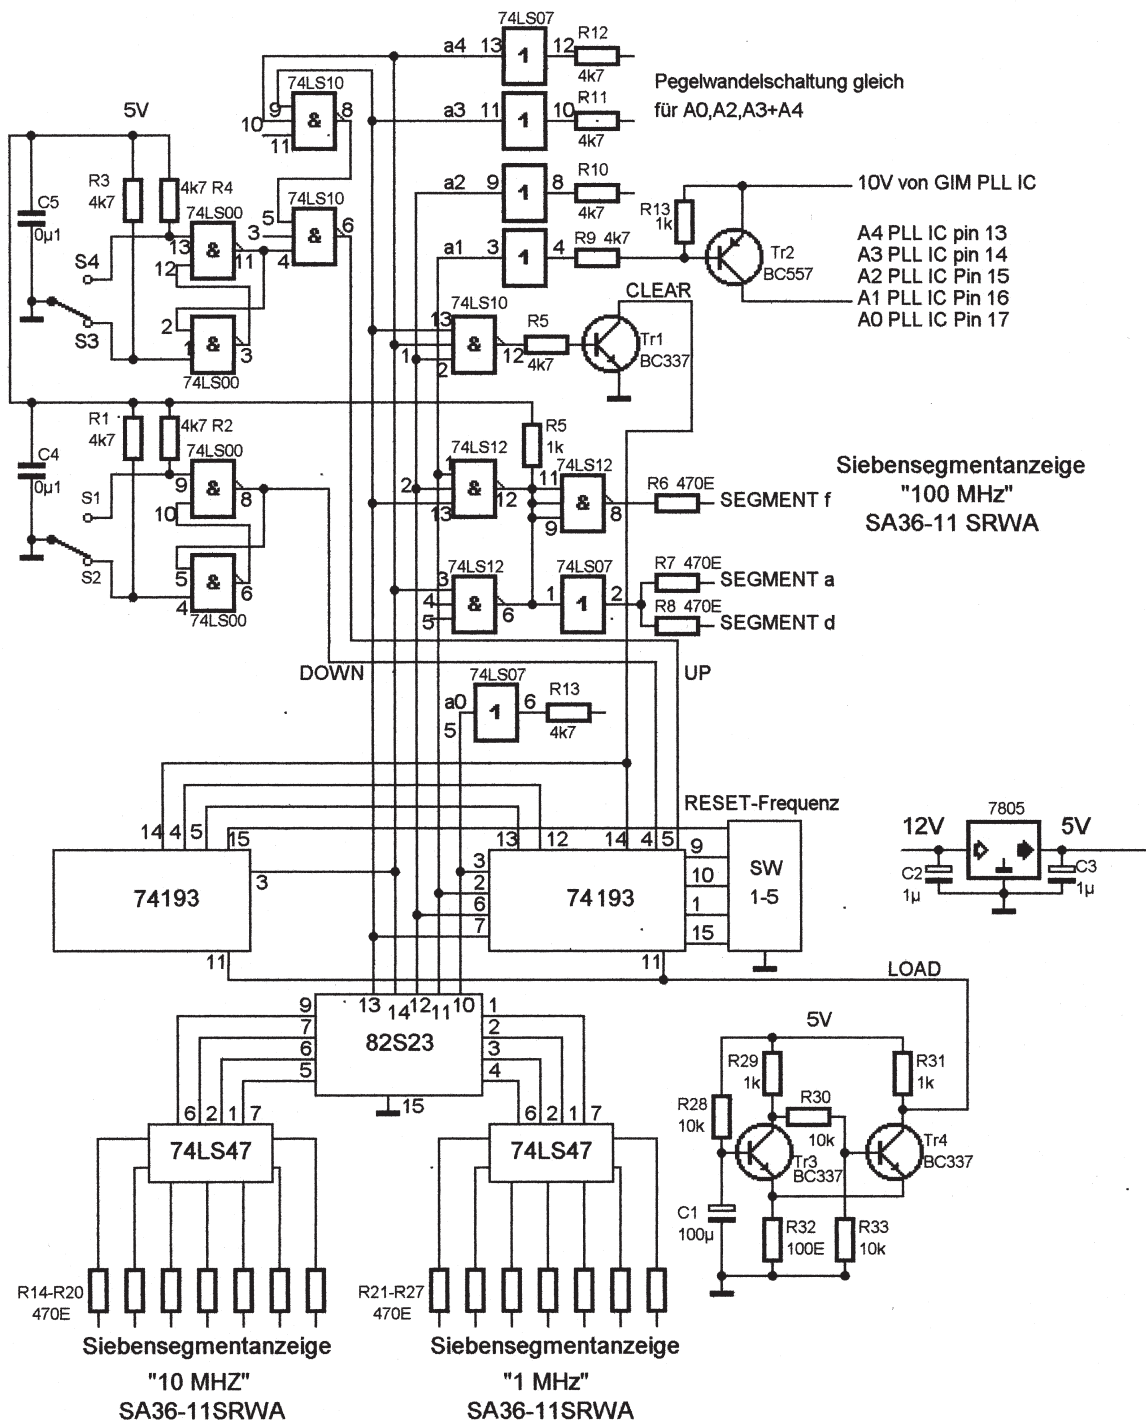 74LS07
a4 13 1 12 R12
4k7
74LS10
9
10
11
&
8
a3 11 1 10 R11
4k7
Pegelwandelschaltung gleich
für A0,A2,A3+A4
5V
R3
4k7
4k7 R4
C5
0µ1
74LS00
13
12
&
11
74LS10
5
3
4
&
6
a2 9 1 8 R10
4k7
a1 3 1 4 R9 4k7
R13
1k
Tr2
BC557
10V von GIM PLL IC
A4 PLL IC pin 13
A3 PLL IC pin 14
A2 PLL IC Pin 15
A1 PLL IC Pin 16
A0 PLL IC Pin 17
S4
S3
2
1
&
3
74LS00
CLEAR
74LS10
13
1
2
&
12
R5
4k7
Tr1
BC337
R1
4k7
4k7 R2
C4
0µ1
74LS00
9
10
&
8
S1
S2
5
4
&
6
74LS00
R5
1k
74LS12
1
2
13
&
12
74LS12
11
9
&
8
R6 470E
SEGMENT f
Siebensegmentanzeige
"100 MHz"
SA36-11 SRWA
74LS12
3
4
5
&
6
74LS07
1 1 2
R7 470E
SEGMENT a
R8 470E
SEGMENT d
DOWN
UP
74LS07
a0
5
1
6
R13
4k7
RESET-Frequenz
14 4 5 15
74193
3
11
13 12 14 4 5
3
2
6
7
74193
9
10
1
15
11
SW
1-5
LOAD
12V
7805
5V
C2
1µ
C3
1µ
13 14 12 11 10
9
7
6
5
82S23
1
2
3
4
15
6 2 1 7
74LS47
6 2 1 7
74LS47
5V
R29
1k
R31
1k
R28
10k
R30
10k
Tr3
BC337
Tr4
BC337
C1
100µ
R32
100E
R33
10k
R14-R20
470E
R21-R27
470E
Siebensegmentanzeige
"10 MHZ"
SA36-11SRWA
Siebensegmentanzeige
"1 MHz"
SA36-11SRWA